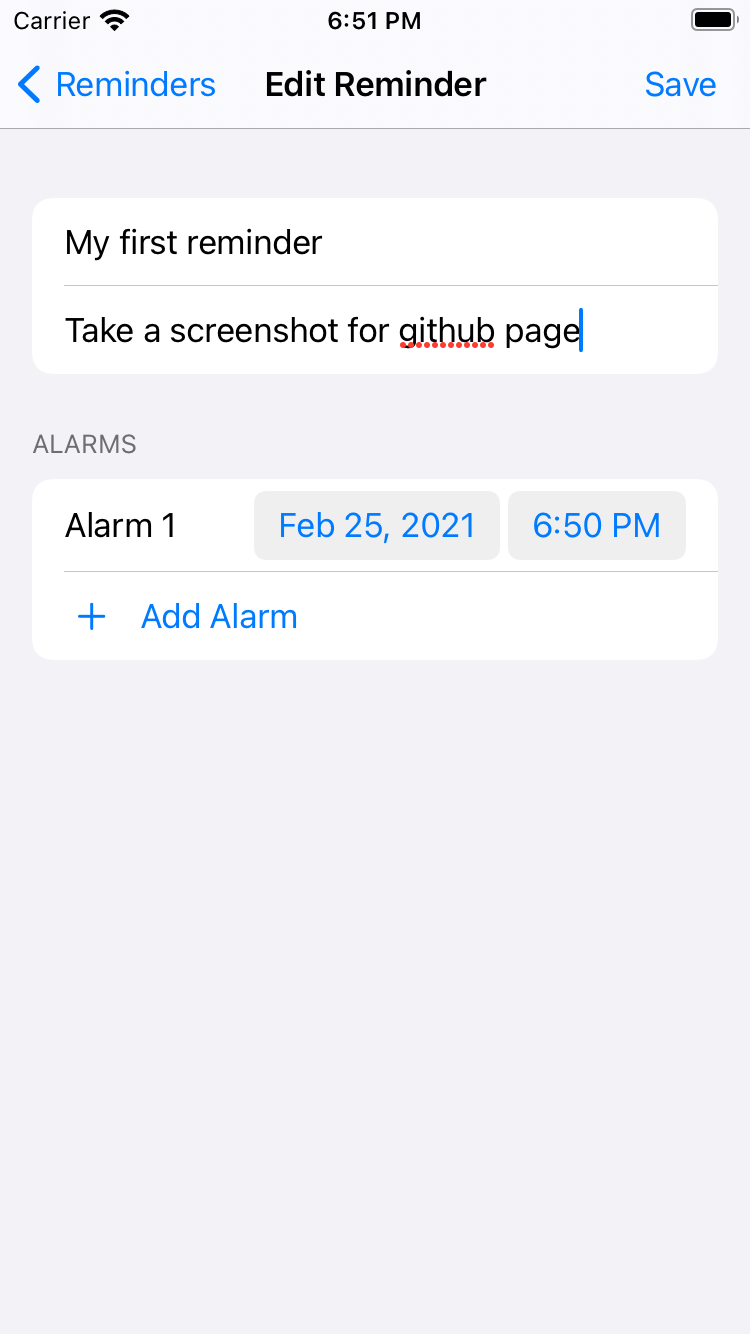 Carrier 6:51 PM
Reminders Edit Reminder Save
My first reminder
Take a screenshot for github page
ALARMS
Alarm 1 Feb 25, 2021 6:50 PM
+ Add Alarm